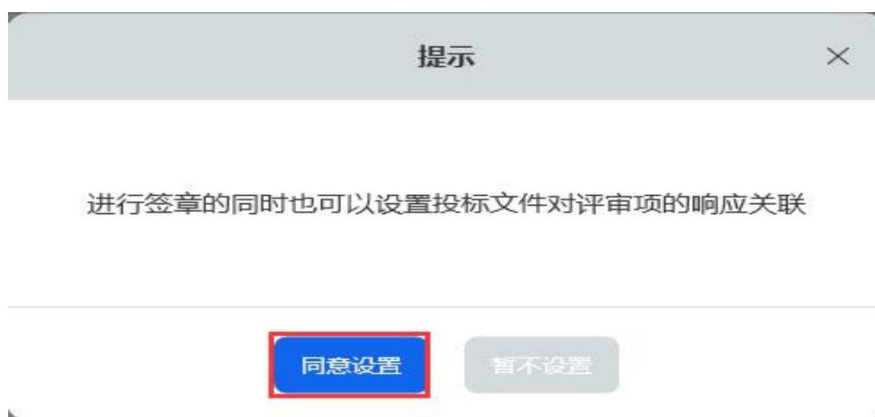 提示
进行签章的同时也可以设置投标文件对评审项的响应关联
同意设置
暂不设置